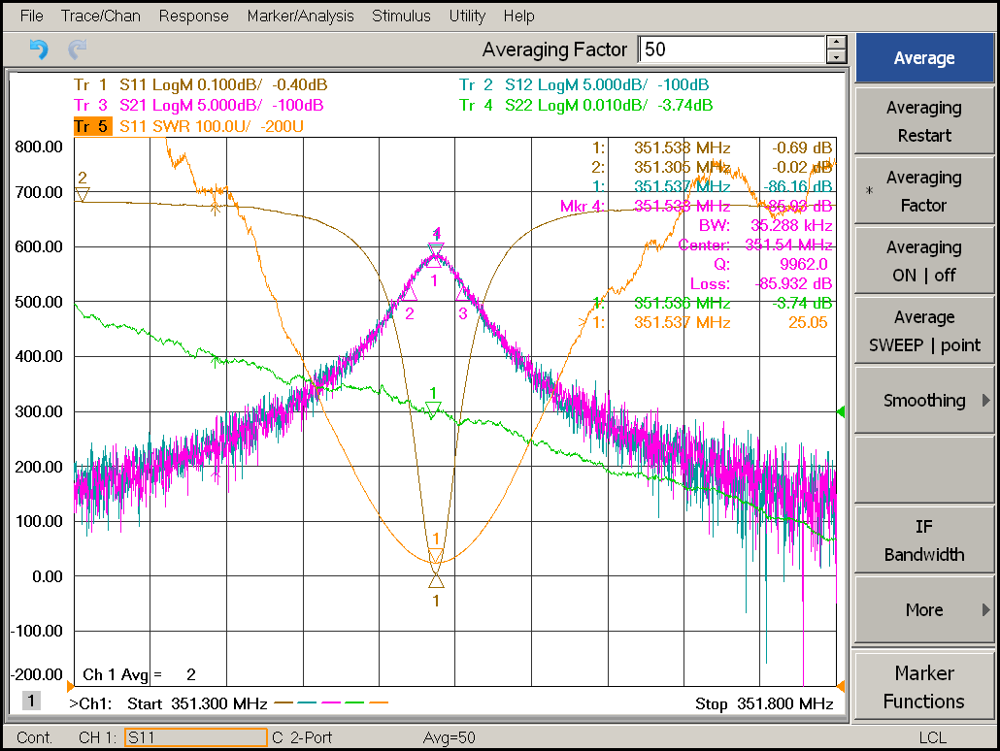 File Trace/Chan Response Marker/Analysis Stimulus Utility Help
Averaging Factor 50
Tr 1 S11 LogM 0.100dB/ -0.40dB Tr 2 S12 LogM 5.000dB/ -100dB
Tr 3 S21 LogM 5.000dB/ -100dB Tr 4 S22 LogM 0.010dB/ -3.74dB
Tr 5 S11 SWR 100.0U/ -200U
800.00
700.00
600.00
500.00
400.00
300.00
200.00
100.00
0.00
-100.00
-200.00
1: 351.538 MHz -0.69 dB
2: 351.305 MHz -0.02 dB
1: 351.537 MHz -86.16 dB
Mkr 4: 351.538 MHz -85.93 dB
BW: 35.288 kHz
Center: 351.54 MHz
Q: 9962.0
Loss: -85.932 dB
1: 351.536 MHz -3.74 dB
> 1: 351.537 MHz 25.05
2
4
1
2
3
1
1
1
Ch 1 Avg = 2
1 >Ch1: Start 351.300 MHz Stop 351.800 MHz
Cont. CH 1: S11 C 2-Port Avg=50 LCL
Average
Averaging
Restart
* Averaging
Factor
Averaging
ON | off
Average
SWEEP | point
Smoothing
IF
Bandwidth
More
Marker
Functions